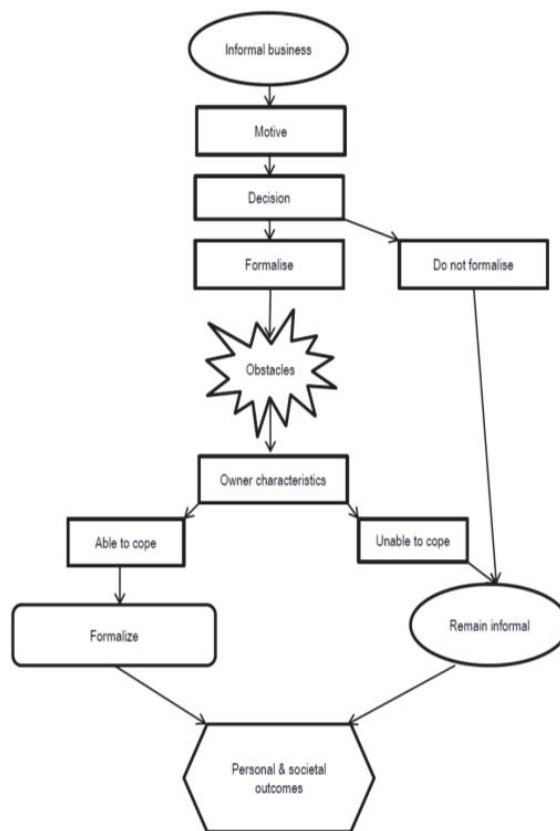 Informal business
Motive
Decision
Formalise
Do not formalise
Obstacles
Owner characteristics
Able to cope
Unable to cope
Formalize
Remain informal
Personal & societal
outcomes